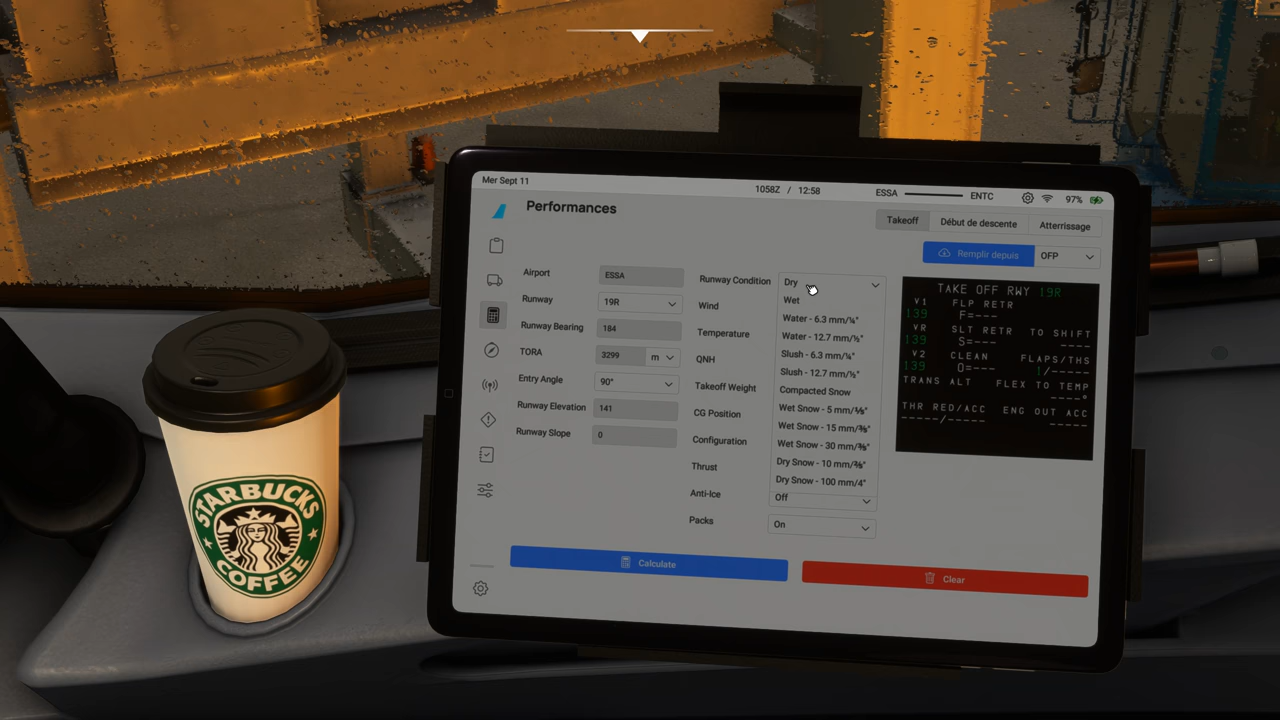 Mer Sept 11
1058Z / 12:58
ESSA
ENTC
97%
Performances
Takeoff
Début de descente
Atterrissage
Remplir depuis
OFP
Airport
ESSA
Runway
19R
Runway Bearing
184
TORA
3299
m
Entry Angle
90°
Runway Elevation
141
Runway Slope
0
Runway Condition
Wind
Temperature
QNH
Takeoff Weight
CG Position
Configuration
Thrust
Anti-Ice
Packs
Dry
Wet
Water - 6.3 mm/¼"
Water - 12.7 mm/½"
Slush - 6.3 mm/¼"
Slush - 12.7 mm/½"
Compacted Snow
Wet Snow - 5 mm/⅛"
Wet Snow - 15 mm/
Wet Snow - 30 mm/
Dry Snow - 10 mm/
Dry Snow - 100 mm/4"
Off
On
TAKE OFF RWY 19R
V1 FLP RETR
139 F=---
VR SLT RETR TO SHIFT
139 S=--- ----
V2 CLEAN FLAPS/THS
139 O=--- 1/-----
TRANS ALT FLEX TO TEMP
----°
THR RED/ACC ENG OUT ACC
-----/----- -----
Calculate
Clear
STARBUCKS
COFFEE